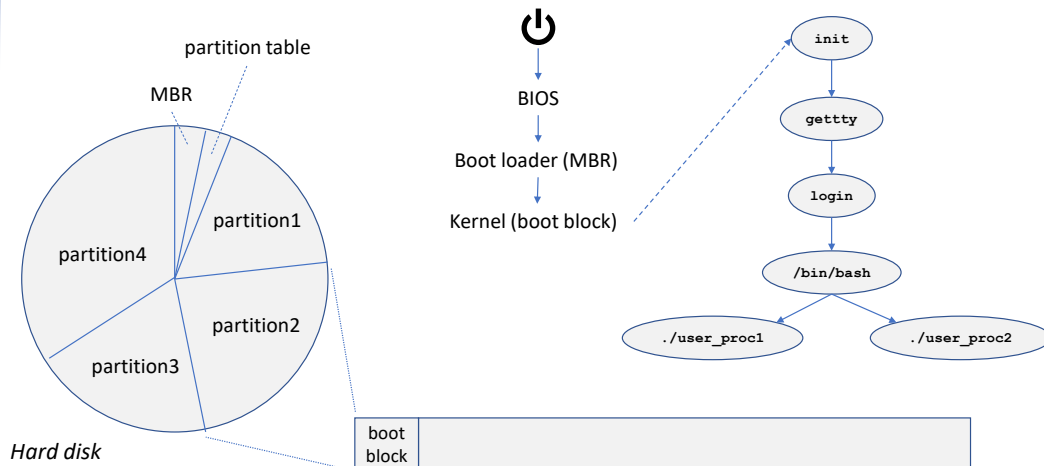 partition table
MBR
partition1
partition2
partition3
partition4
Hard disk
BIOS
Boot loader (MBR)
Kernel (boot block)
init
gettty
login
/bin/bash
./user_proc1
./user_proc2
boot
block